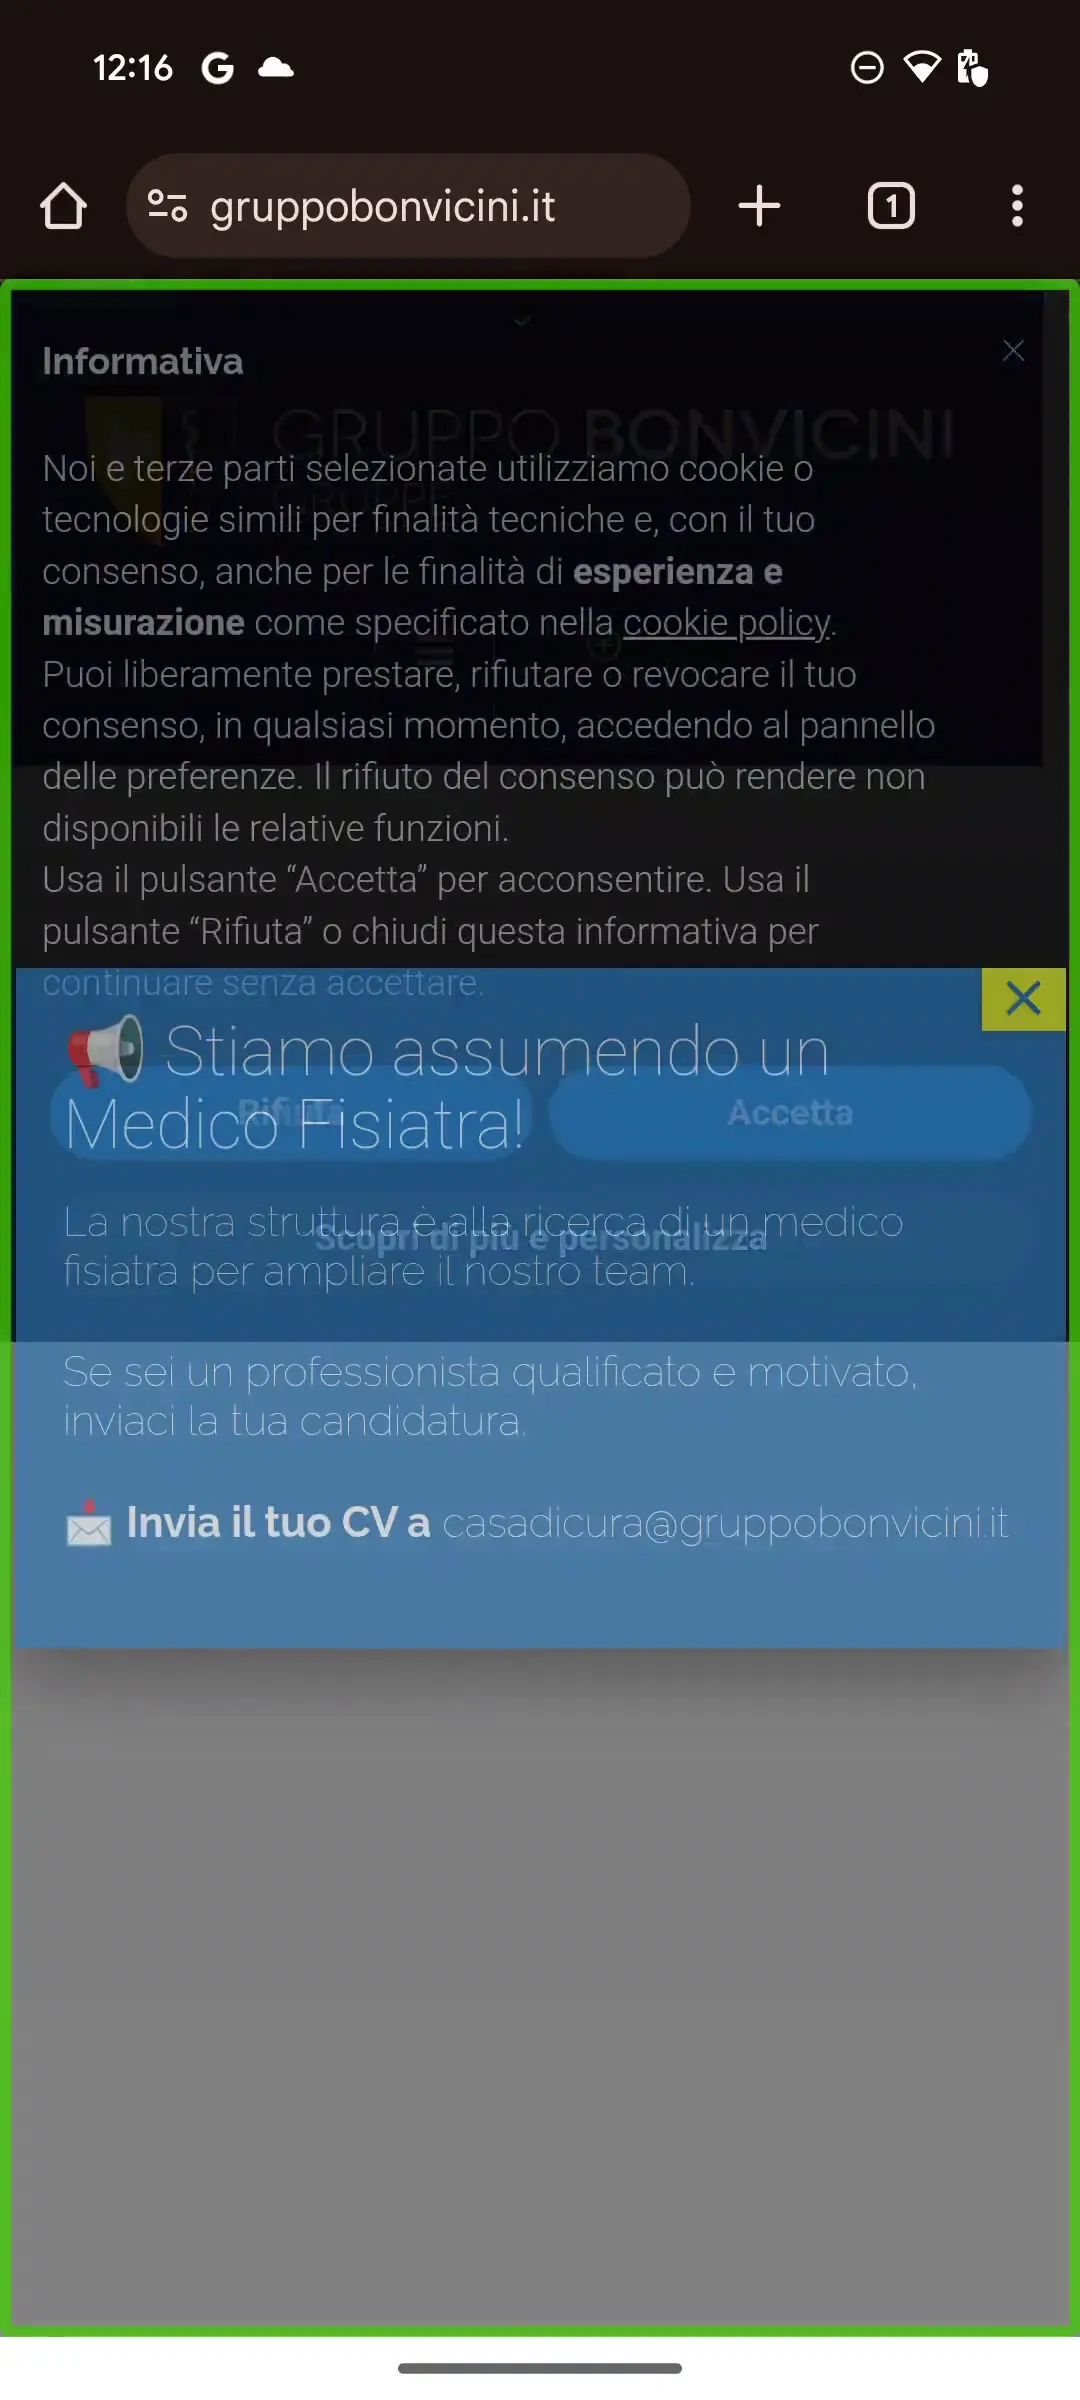 12:16
gruppobonvicini.it
1
Informativa
GRUPPO BONVICINI
GRUPPE
Noi e terze parti selezionate utilizziamo cookie o
tecnologie simili per finalità tecniche e, con il tuo
consenso, anche per le finalità di esperienza e
misurazione come specificato nella cookie policy.
Puoi liberamente prestare, rifiutare o revocare il tuo
consenso, in qualsiasi momento, accedendo al pannello
delle preferenze. Il rifiuto del consenso può rendere non
disponibili le relative funzioni.
Usa il pulsante “Accetta” per acconsentire. Usa il
pulsante “Rifiuta” o chiudi questa informativa per
continuare senza accettare.
📢 Stiamo assumendo un
Medico Fisiatra!
Rifiuta
Accetta
La nostra struttura è alla ricerca di un medico
fisiatra per ampliare il nostro team.
Scopri di più e personalizza
Se sei un professionista qualificato e motivato,
inviaci la tua candidatura.
📩 Invia il tuo CV a casadicura@gruppobonvicini.it